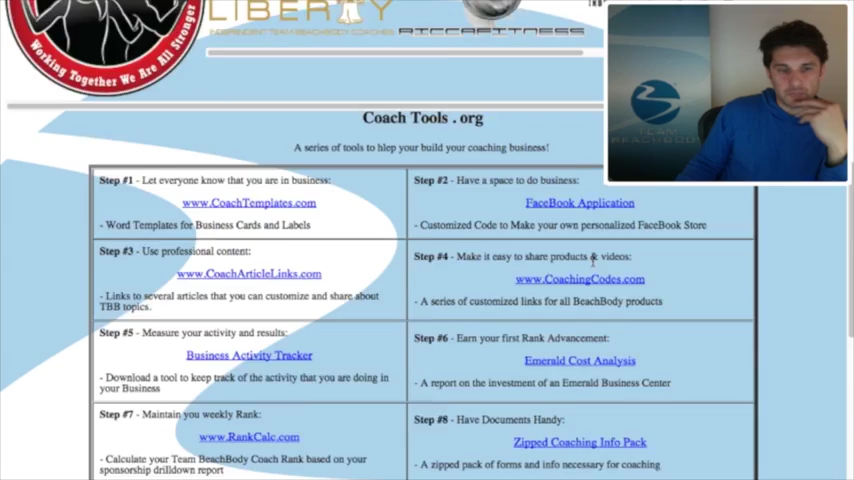 LIBERTY
INDEPENDENT TEAM BEACHBODY COACHES
RICCAFITNESS
Working Together We Are All Stronger
TEAM BEACHBODY
Coach Tools . org
A series of tools to hlep your build your coaching business!
Step #1 - Let everyone know that you are in business:
www.CoachTemplates.com
- Word Templates for Business Cards and Labels
Step #2 - Have a space to do business:
FaceBook Application
- Customized Code to Make your own personalized FaceBook Store
Step #3 - Use professional content:
www.CoachArticleLinks.com
- Links to several articles that you can customize and share about
TBB topics.
Step #4 - Make it easy to share products & videos:
www.CoachingCodes.com
- A series of customized links for all BeachBody products
Step #5 - Measure your activity and results:
Business Activity Tracker
- Download a tool to keep track of the activity that you are doing in
your Business
Step #6 - Earn your first Rank Advancement:
Emerald Cost Analysis
- A report on the investment of an Emerald Business Center
Step #7 - Maintain you weekly Rank:
www.RankCalc.com
- Calculate your Team BeachBody Coach Rank based on your
sponsorship drilldown report
Step #8 - Have Documents Handy:
Zipped Coaching Info Pack
- A zipped pack of forms and info necessary for coaching